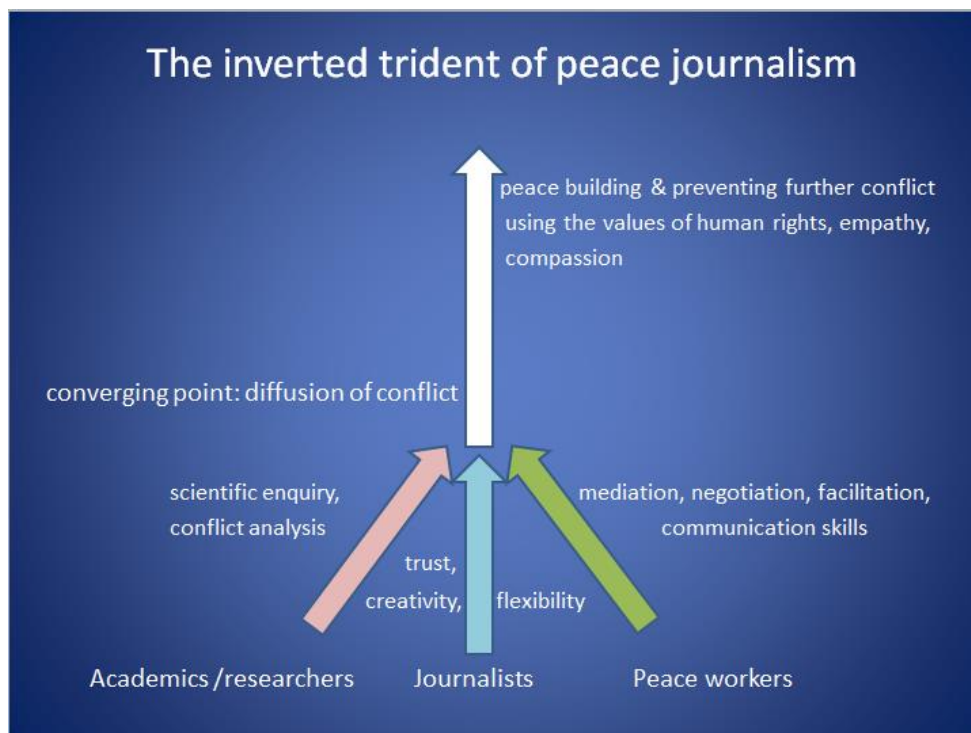 The inverted trident of peace journalism
peace building & preventing further conflict
using the values of human rights, empathy,
compassion
converging point: diffusion of conflict
scientific enquiry,
conflict analysis
mediation, negotiation, facilitation,
communication skills
trust,
creativity,
flexibility
Academics /researchers
Journalists
Peace workers